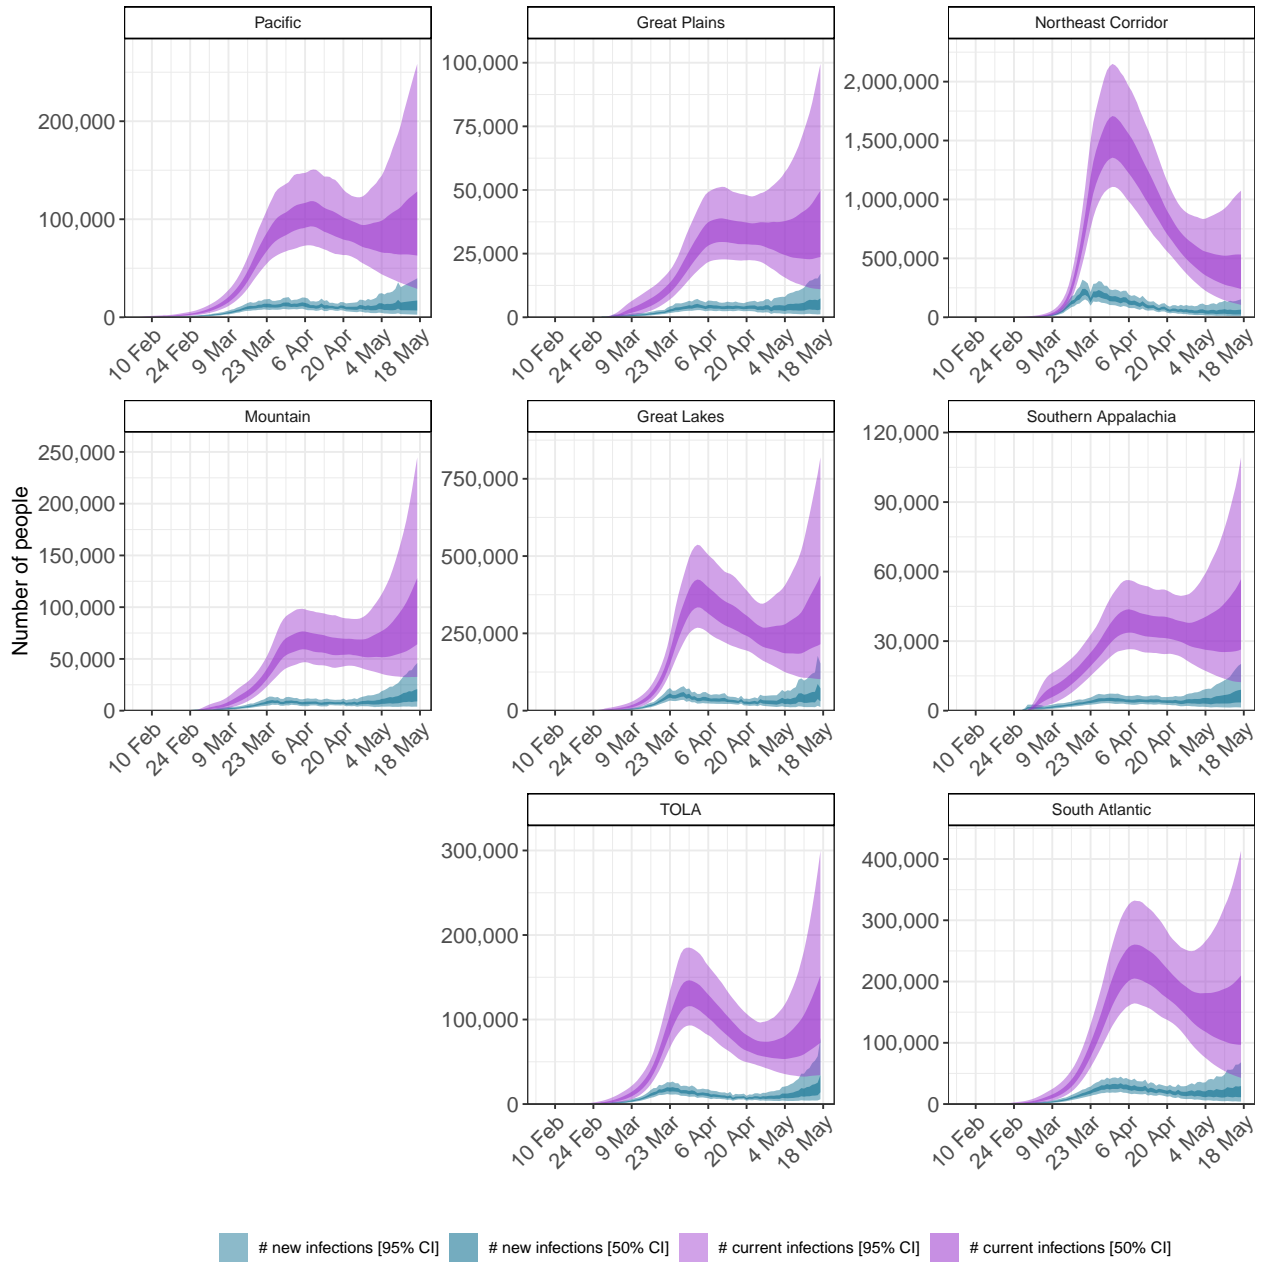 Pacific
Great Plains
Northeast Corridor
200,000
100,000
0
10 Feb
24 Feb
9 Mar
23 Mar
6 Apr
20 Apr
4 May
18 May
100,000
75,000
50,000
25,000
0
10 Feb
24 Feb
9 Mar
23 Mar
6 Apr
20 Apr
4 May
18 May
2,000,000
1,500,000
1,000,000
500,000
0
10 Feb
24 Feb
9 Mar
23 Mar
6 Apr
20 Apr
4 May
18 May
Number of people
Mountain
Great Lakes
Southern Appalachia
250,000
200,000
150,000
100,000
50,000
0
10 Feb
24 Feb
9 Mar
23 Mar
6 Apr
20 Apr
4 May
18 May
750,000
500,000
250,000
0
10 Feb
24 Feb
9 Mar
23 Mar
6 Apr
20 Apr
4 May
18 May
120,000
90,000
60,000
30,000
0
10 Feb
24 Feb
9 Mar
23 Mar
6 Apr
20 Apr
4 May
18 May
TOLA
South Atlantic
300,000
200,000
100,000
0
10 Feb
24 Feb
9 Mar
23 Mar
6 Apr
20 Apr
4 May
18 May
400,000
300,000
200,000
100,000
0
10 Feb
24 Feb
9 Mar
23 Mar
6 Apr
20 Apr
4 May
18 May
# new infections [95% CI]
# new infections [50% CI]
# current infections [95% CI]
# current infections [50% CI]